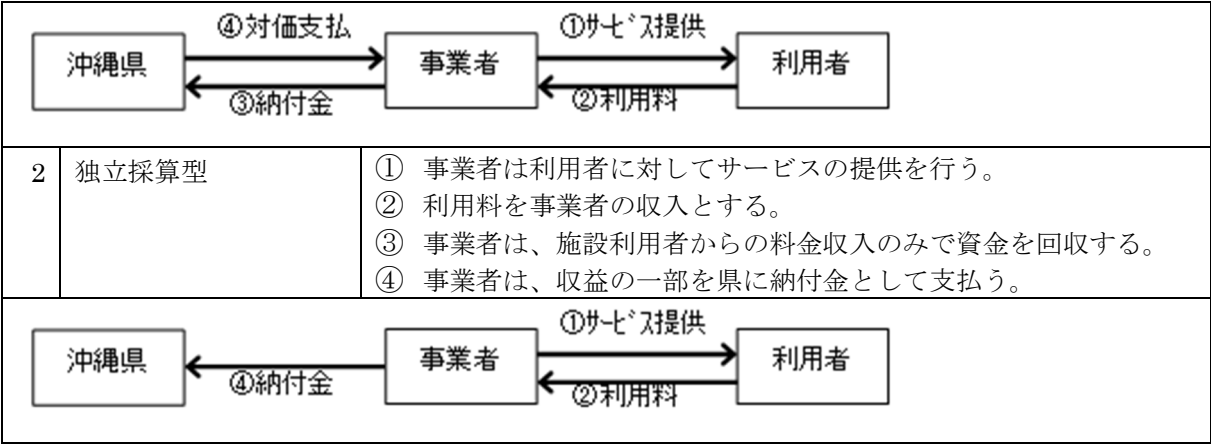 ④対価支払
①ｻｰﾋﾞｽ提供
沖縄県
事業者
利用者
③納付金
②利用料
2 独立採算型 ① 事業者は利用者に対してサービスの提供を行う。
② 利用料を事業者の収入とする。
③ 事業者は、施設利用者からの料金収入のみで資金を回収する。
④ 事業者は、収益の一部を県に納付金として支払う。
①ｻｰﾋﾞｽ提供
沖縄県
事業者
利用者
④納付金
②利用料